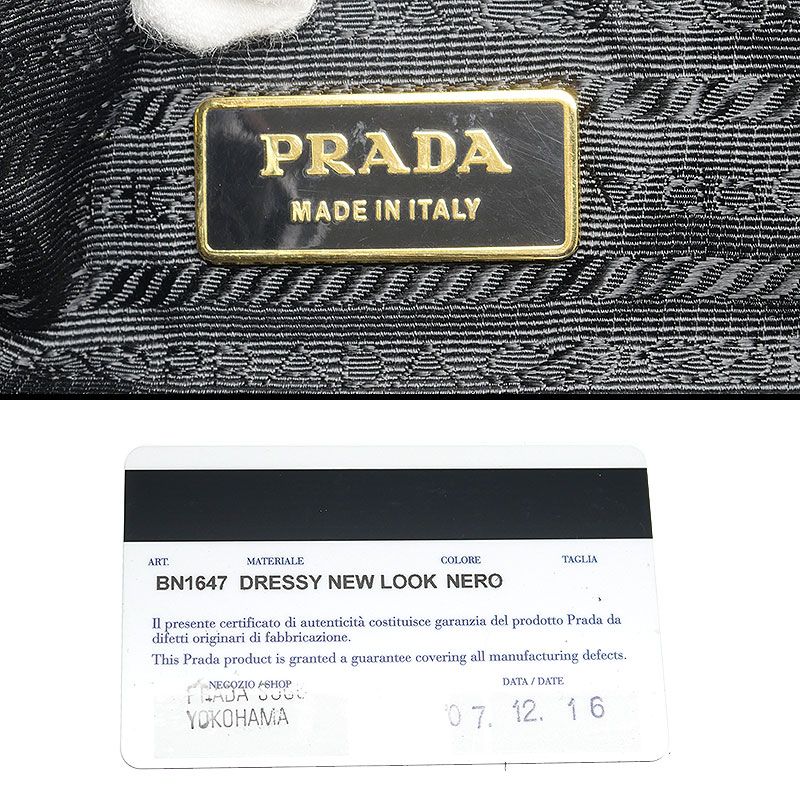 PRADA
MADE IN ITALY
ART. MATERIALE COLORE TAGLIA
BN1647 DRESSY NEW LOOK NERO
Il presente certificato di autenticità costituisce garanzia del prodotto Prada da
difetti originari di fabbricazione.
This Prada product is granted a guarantee covering all manufacturing defects.
NEGOZIO / SHOP DATA / DATE
PRADA
YOKOHAMA 07. 12. 16